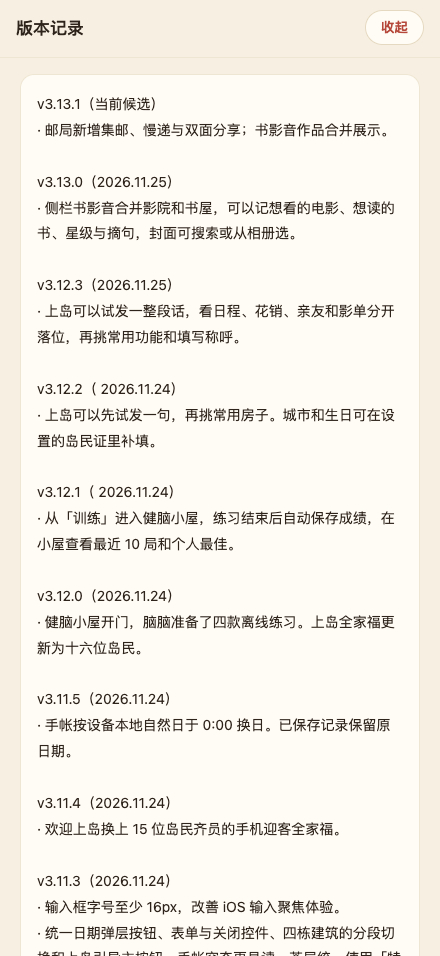 版本记录
收起
v3.13.1（当前候选）
· 邮局新增集邮、慢递与双面分享；书影音作品合并展示。
v3.13.0（2026.11.25）
· 侧栏书影音合并影院和书屋，可以记想看的电影、想读的
书、星级与摘句，封面可搜索或从相册选。
v3.12.3（2026.11.25）
· 上岛可以试发一整段话，看日程、花销、亲友和影单分开
落位，再挑常用功能和填写称呼。
v3.12.2（ 2026.11.24）
· 上岛可以先试发一句，再挑常用房子。城市和生日可在设
置的岛民证里补填。
v3.12.1（ 2026.11.24）
· 从「训练」进入健脑小屋，练习结束后自动保存成绩，在
小屋查看最近 10 局和个人最佳。
v3.12.0（2026.11.24）
· 健脑小屋开门，脑脑准备了四款离线练习。上岛全家福更
新为十六位岛民。
v3.11.5（2026.11.24）
· 手帐按设备本地自然日于 0:00 换日。已保存记录保留原
日期。
v3.11.4（2026.11.24）
· 欢迎上岛换上 15 位岛民齐员的手机迎客全家福。
v3.11.3（2026.11.24）
· 输入框字号至少 16px，改善 iOS 输入聚焦体验。
· 统一日期弹层按钮、表单与关闭控件、四栋建筑的分段切